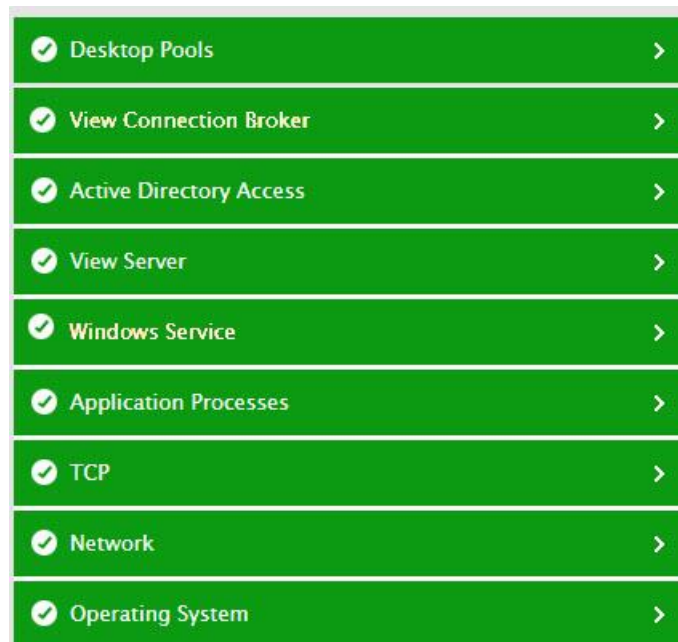 Desktop Pools
View Connection Broker
Active Directory Access
View Server
Windows Service
Application Processes
TCP
Network
Operating System